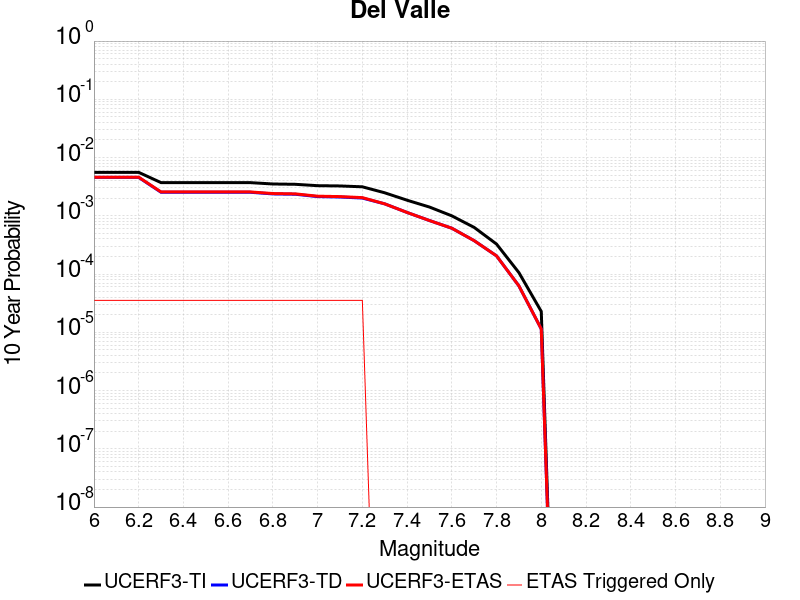 Del Valle
10^0
10^-1
10^-2
10^-3
10^-4
10^-5
10^-6
10^-7
10^-8
10 Year Probability
6 6.2 6.4 6.6 6.8 7 7.2 7.4 7.6 7.8 8 8.2 8.4 8.6 8.8 9
Magnitude
UCERF3-TI UCERF3-TD UCERF3-ETAS ETAS Triggered Only